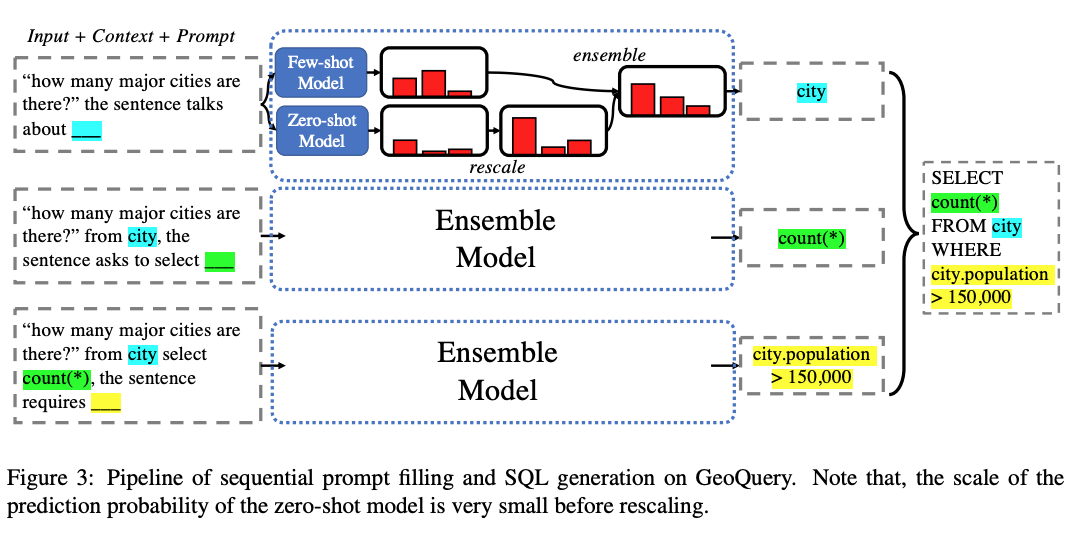 Input + Context + Prompt
“how many major cities are
there?” the sentence talks
about ___
Few-shot
Model
Zero-shot
Model
ensemble
rescale
city
“how many major cities are
there?” from city, the
sentence asks to select ___
Ensemble
Model
count(*)
“how many major cities are
there?” from city select
count(*), the sentence
requires ___
Ensemble
Model
city.population
> 150,000
SELECT
count(*)
FROM city
WHERE
city.population
> 150,000
Figure 3: Pipeline of sequential prompt filling and SQL generation on GeoQuery. Note that, the scale of the
prediction probability of the zero-shot model is very small before rescaling.